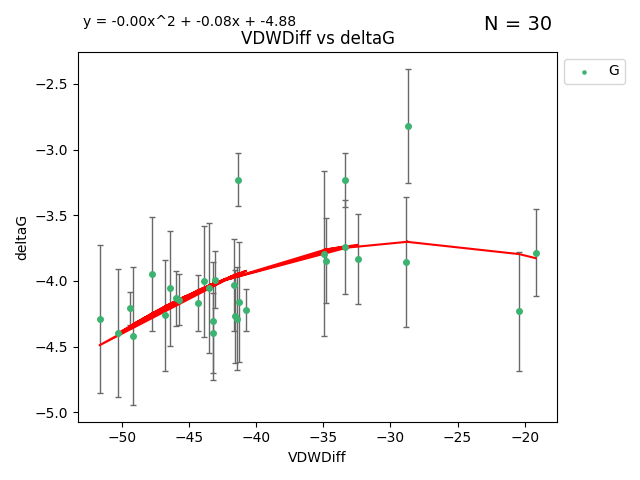 y = -0.00x^2 + -0.08x + -4.88
N = 30
VDWDiff vs deltaG
G
−2.5
−3.0
−3.5
−4.0
−4.5
−5.0
deltaG
−50 −45 −40 −35 −30 −25 −20
VDWDiff